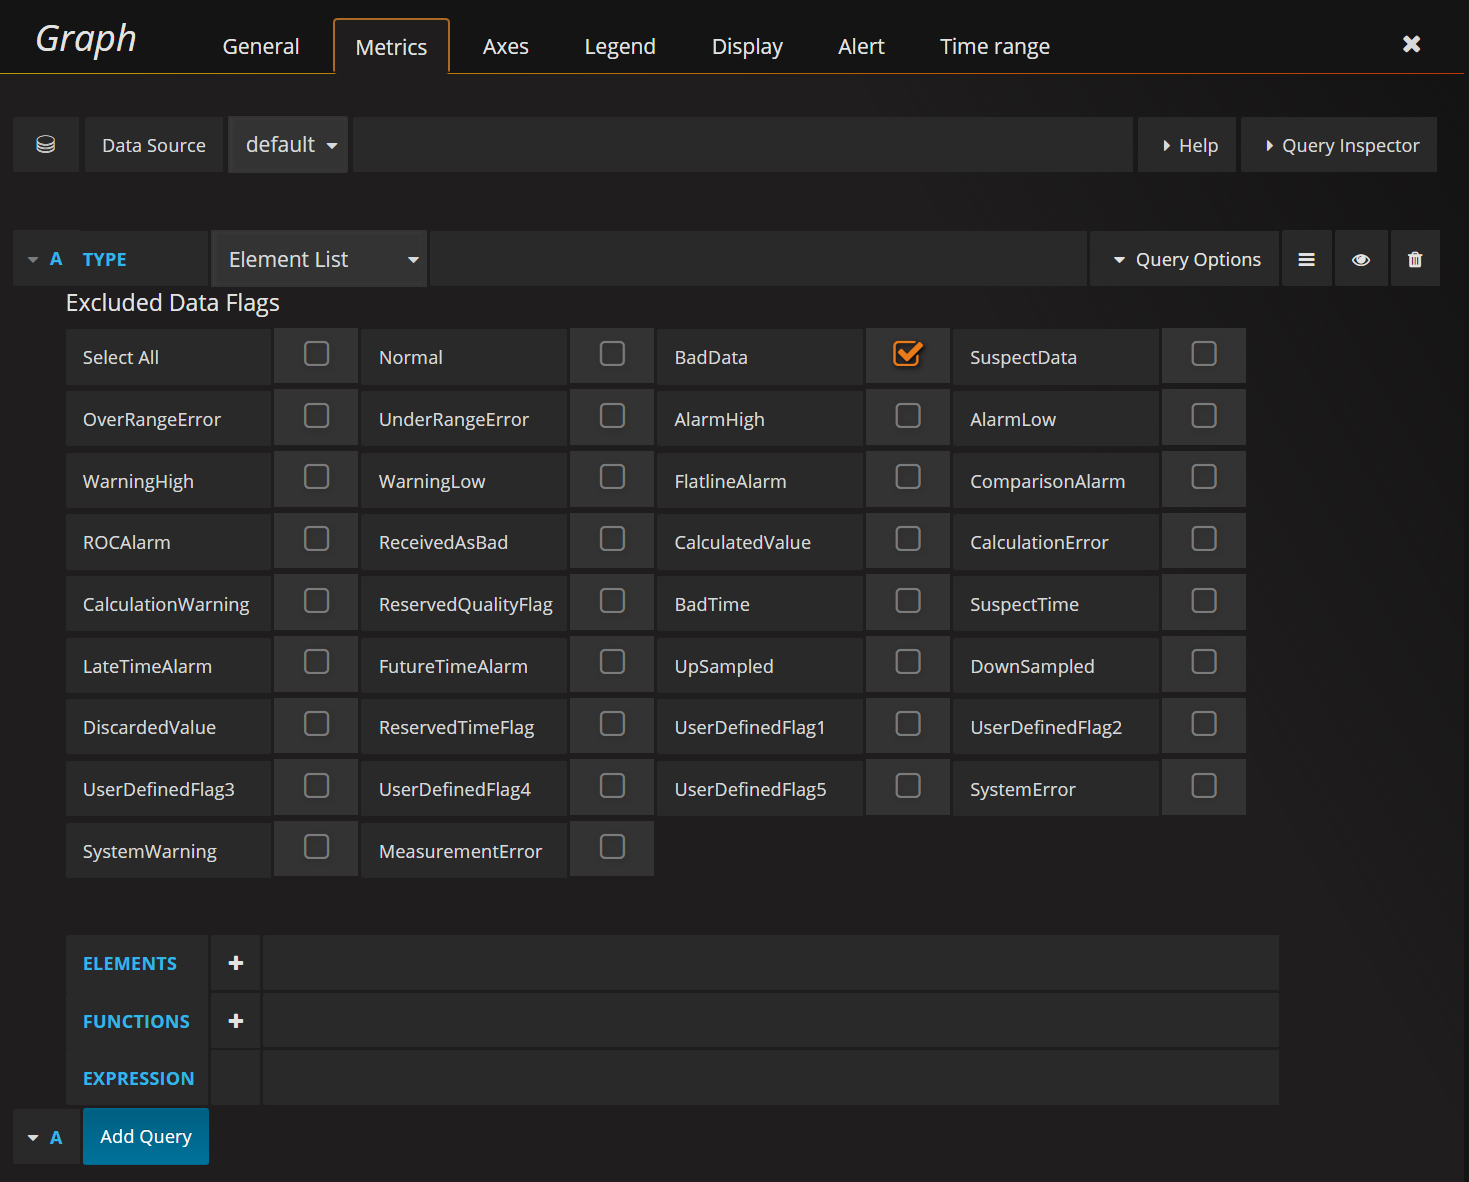 Graph General Metrics Axes Legend Display Alert Time range
Data Source default Help Query Inspector
A TYPE Element List Query Options
Excluded Data Flags
Select All Normal BadData SuspectData
OverRangeError UnderRangeError AlarmHigh AlarmLow
WarningHigh WarningLow FlatlineAlarm ComparisonAlarm
ROCAlarm ReceivedAsBad CalculatedValue CalculationError
CalculationWarning ReservedQualityFlag BadTime SuspectTime
LateTimeAlarm FutureTimeAlarm UpSampled DownSampled
DiscardedValue ReservedTimeFlag UserDefinedFlag1 UserDefinedFlag2
UserDefinedFlag3 UserDefinedFlag4 UserDefinedFlag5 SystemError
SystemWarning MeasurementError
ELEMENTS
FUNCTIONS
EXPRESSION
A Add Query